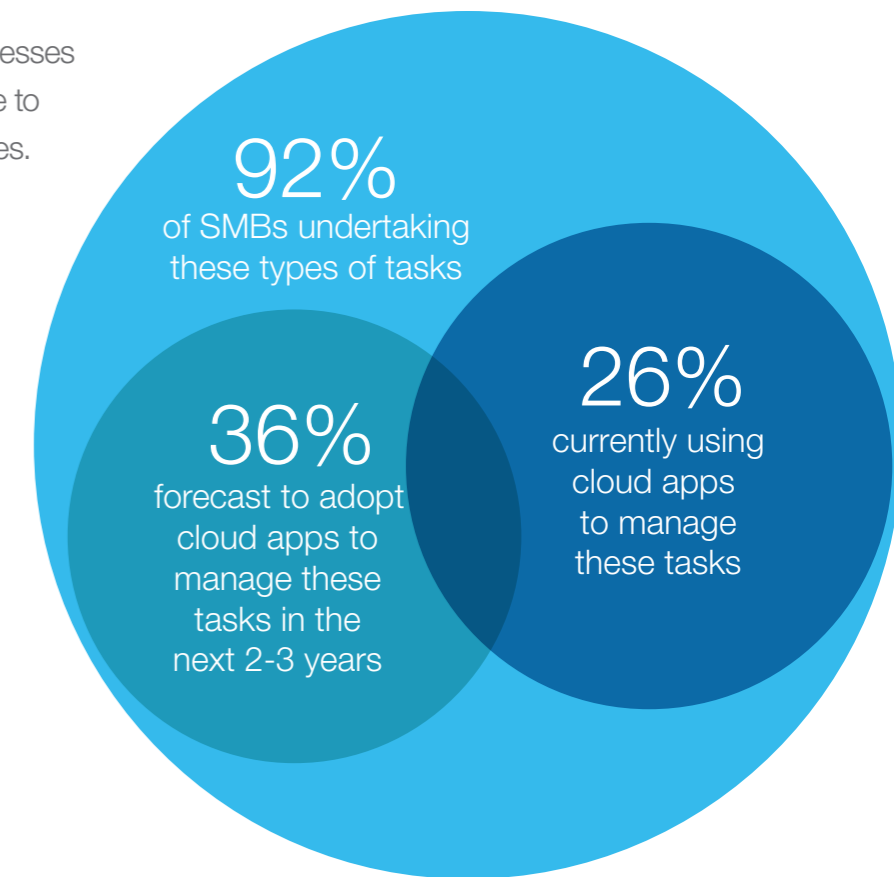 esses
e to
es.
92%
of SMBs undertaking
these types of tasks
36%
forecast to adopt
cloud apps to
manage these
tasks in the
next 2-3 years
26%
currently using
cloud apps
to manage
these tasks